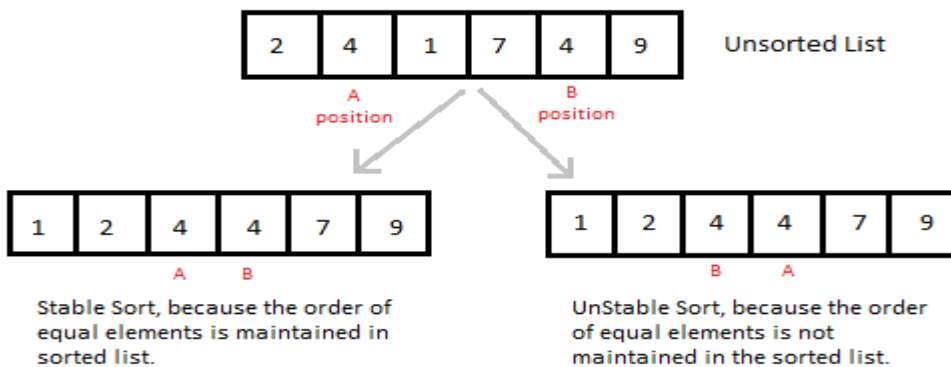 2 4 1 7 4 9 Unsorted List
A B
position position
1 2 4 4 7 9
A B
Stable Sort, because the order of
equal elements is maintained in
sorted list.
1 2 4 4 7 9
B A
UnStable Sort, because the order
of equal elements is not
maintained in the sorted list.